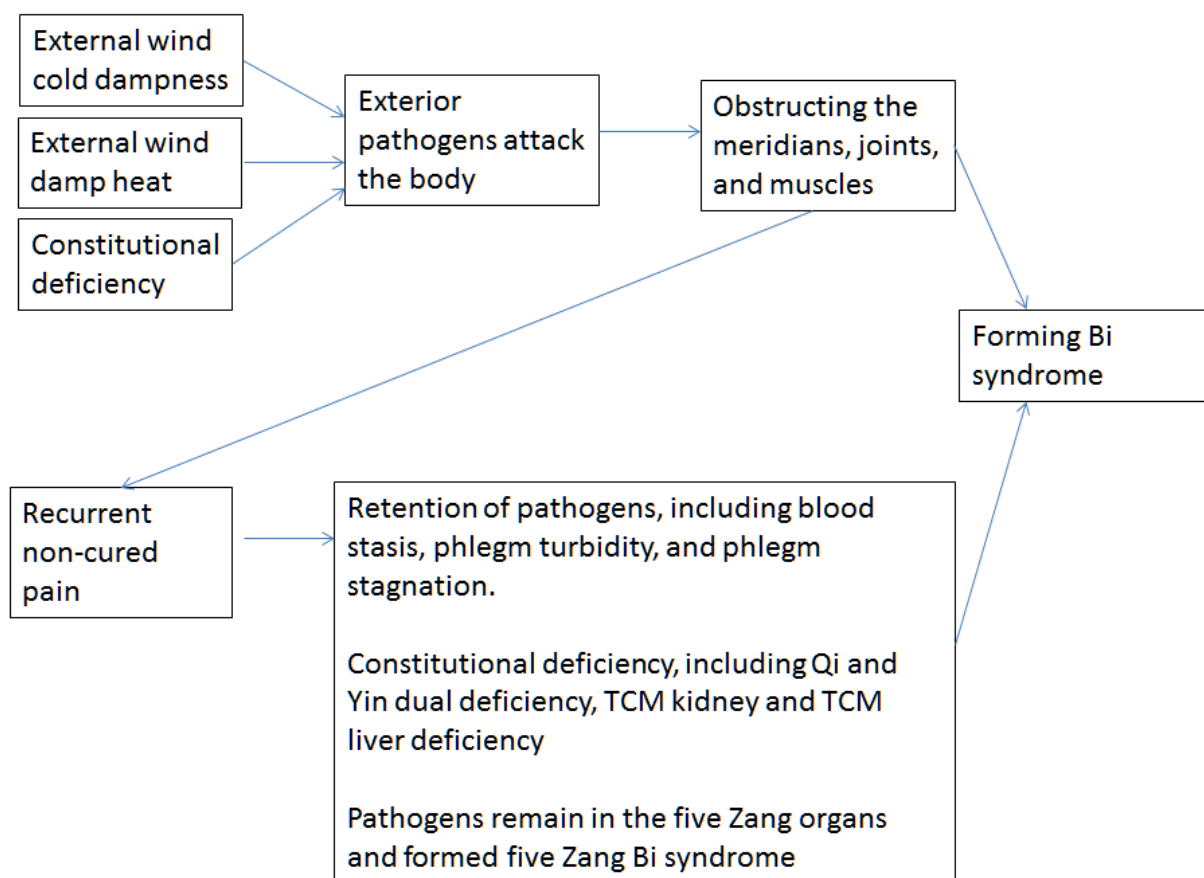 External wind
cold dampness
External wind
damp heat
Constitutional
deficiency
Exterior
pathogens attack
the body
Obstructing the
meridians, joints,
and muscles
Forming Bi
syndrome
Recurrent
non-cured
pain
Retention of pathogens, including blood
stasis, phlegm turbidity, and phlegm
stagnation.
Constitutional deficiency, including Qi and
Yin dual deficiency, TCM kidney and TCM
liver deficiency
Pathogens remain in the five Zang organs
and formed five Zang Bi syndrome